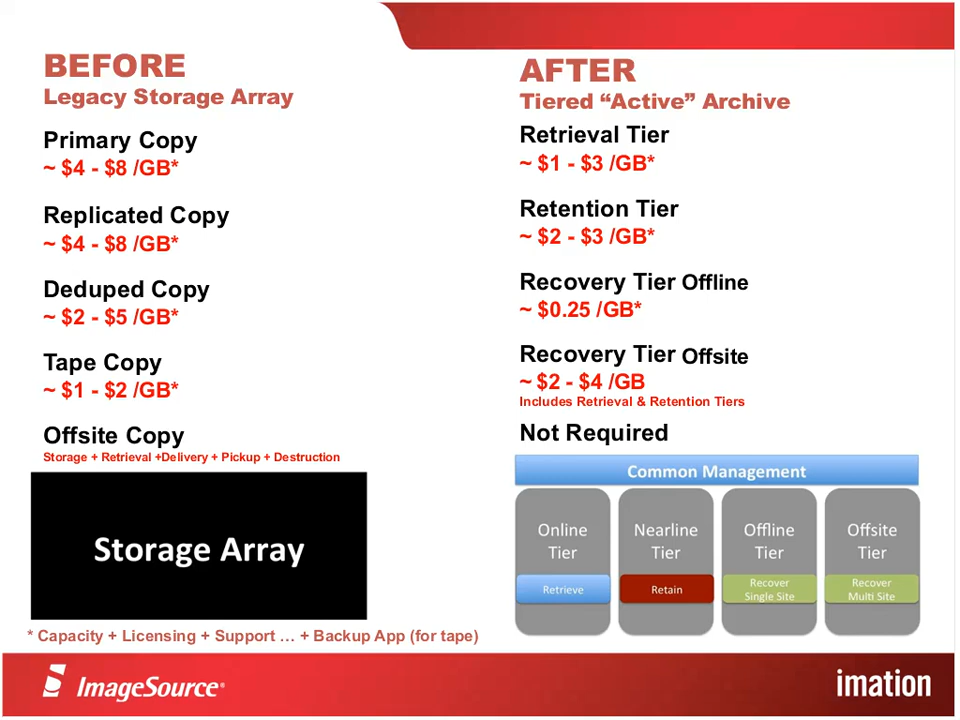 BEFORE
Legacy Storage Array
Primary Copy
~ $4 - $8 /GB*
Replicated Copy
~ $4 - $8 /GB*
Deduped Copy
~ $2 - $5 /GB*
Tape Copy
~ $1 - $2 /GB*
Offsite Copy
Storage + Retrieval +Delivery + Pickup + Destruction
Storage Array
* Capacity + Licensing + Support … + Backup App (for tape)
AFTER
Tiered “Active” Archive
Retrieval Tier
~ $1 - $3 /GB*
Retention Tier
~ $2 - $3 /GB*
Recovery Tier Offline
~ $0.25 /GB*
Recovery Tier Offsite
~ $2 - $4 /GB
Includes Retrieval & Retention Tiers
Not Required
Common Management
Online
Tier
Retrieve
Nearline
Tier
Retain
Offline
Tier
Recover
Single Site
Offsite
Tier
Recover
Multi Site
ImageSource®
imation